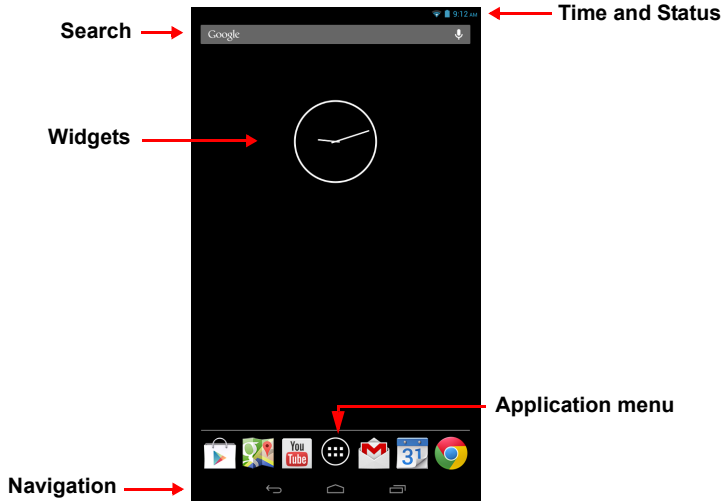 Time and Status
9:12 AM
Search
Google
Widgets
Application menu
You
Tube
31
Navigation